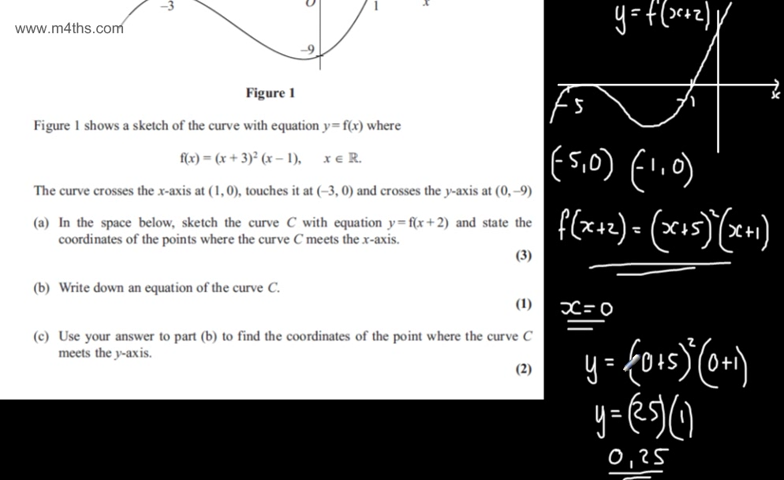 www.m4ths.com
-3
O
1
x
-9
Figure 1
Figure 1 shows a sketch of the curve with equation y = f(x) where
f(x) = (x + 3)² (x – 1), x ∈ ℝ.
The curve crosses the x-axis at (1, 0), touches it at (–3, 0) and crosses the y-axis at (0, –9)
(a) In the space below, sketch the curve C with equation y = f(x + 2) and state the
coordinates of the points where the curve C meets the x-axis.
(3)
(b) Write down an equation of the curve C.
(1)
(c) Use your answer to part (b) to find the coordinates of the point where the curve C
meets the y-axis.
(2)
y = f(x+2)
-5
-1
x
(-5,0) (-1,0)
f(x+2) = (x+5)²(x+1)
x=0
y = (0+5)²(0+1)
y = (25)(1)
0,25